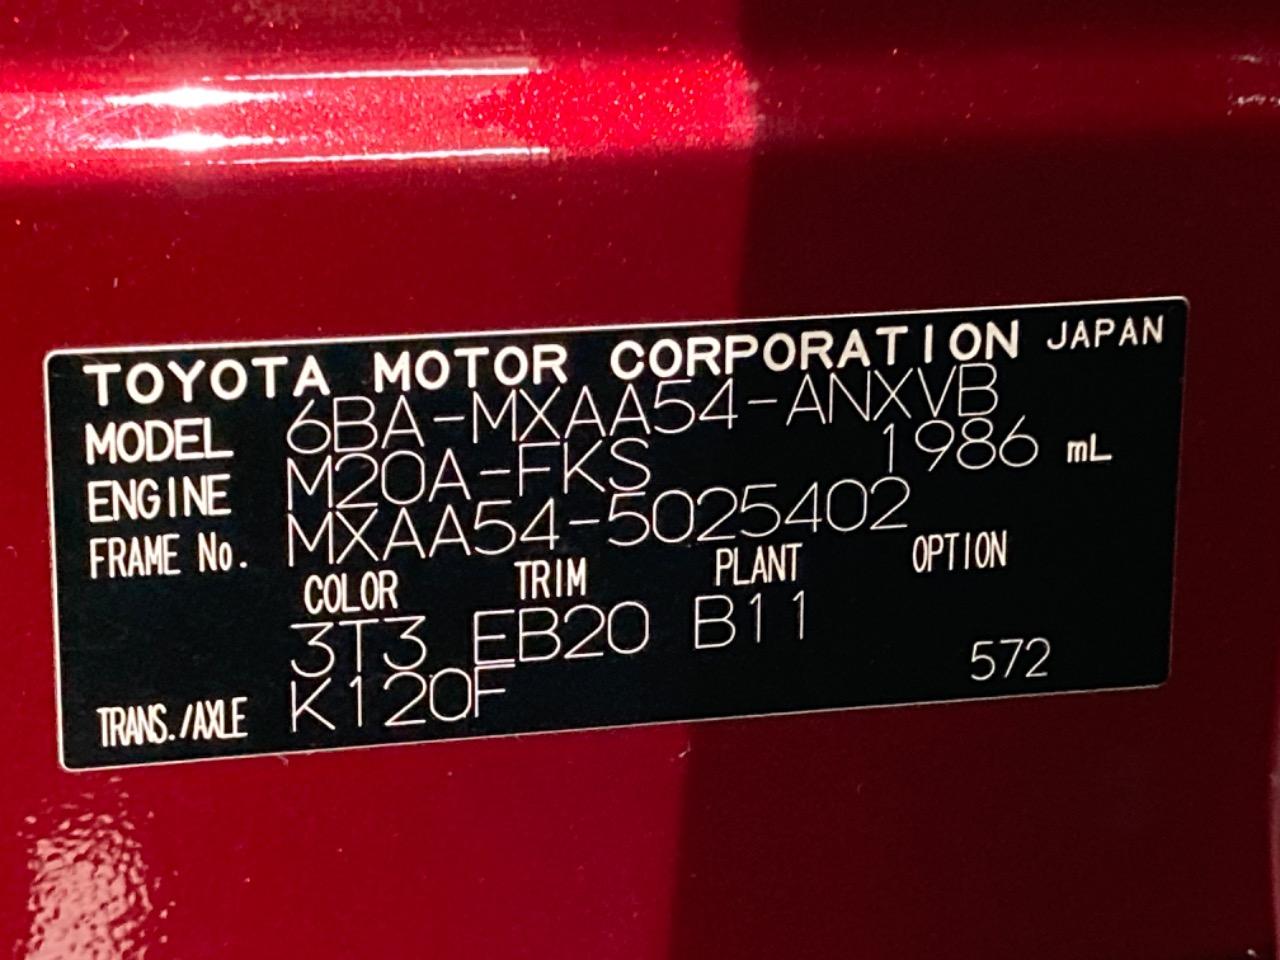 TOYOTA MOTOR CORPORATION JAPAN
MODEL 6BA-MXAA54-ANXVB
ENGINE M20A-FKS 1986 mL
FRAME No. MXAA54-5025402
COLOR TRIM PLANT OPTION
3T3 EB20 B11
TRANS./AXLE K120F 572